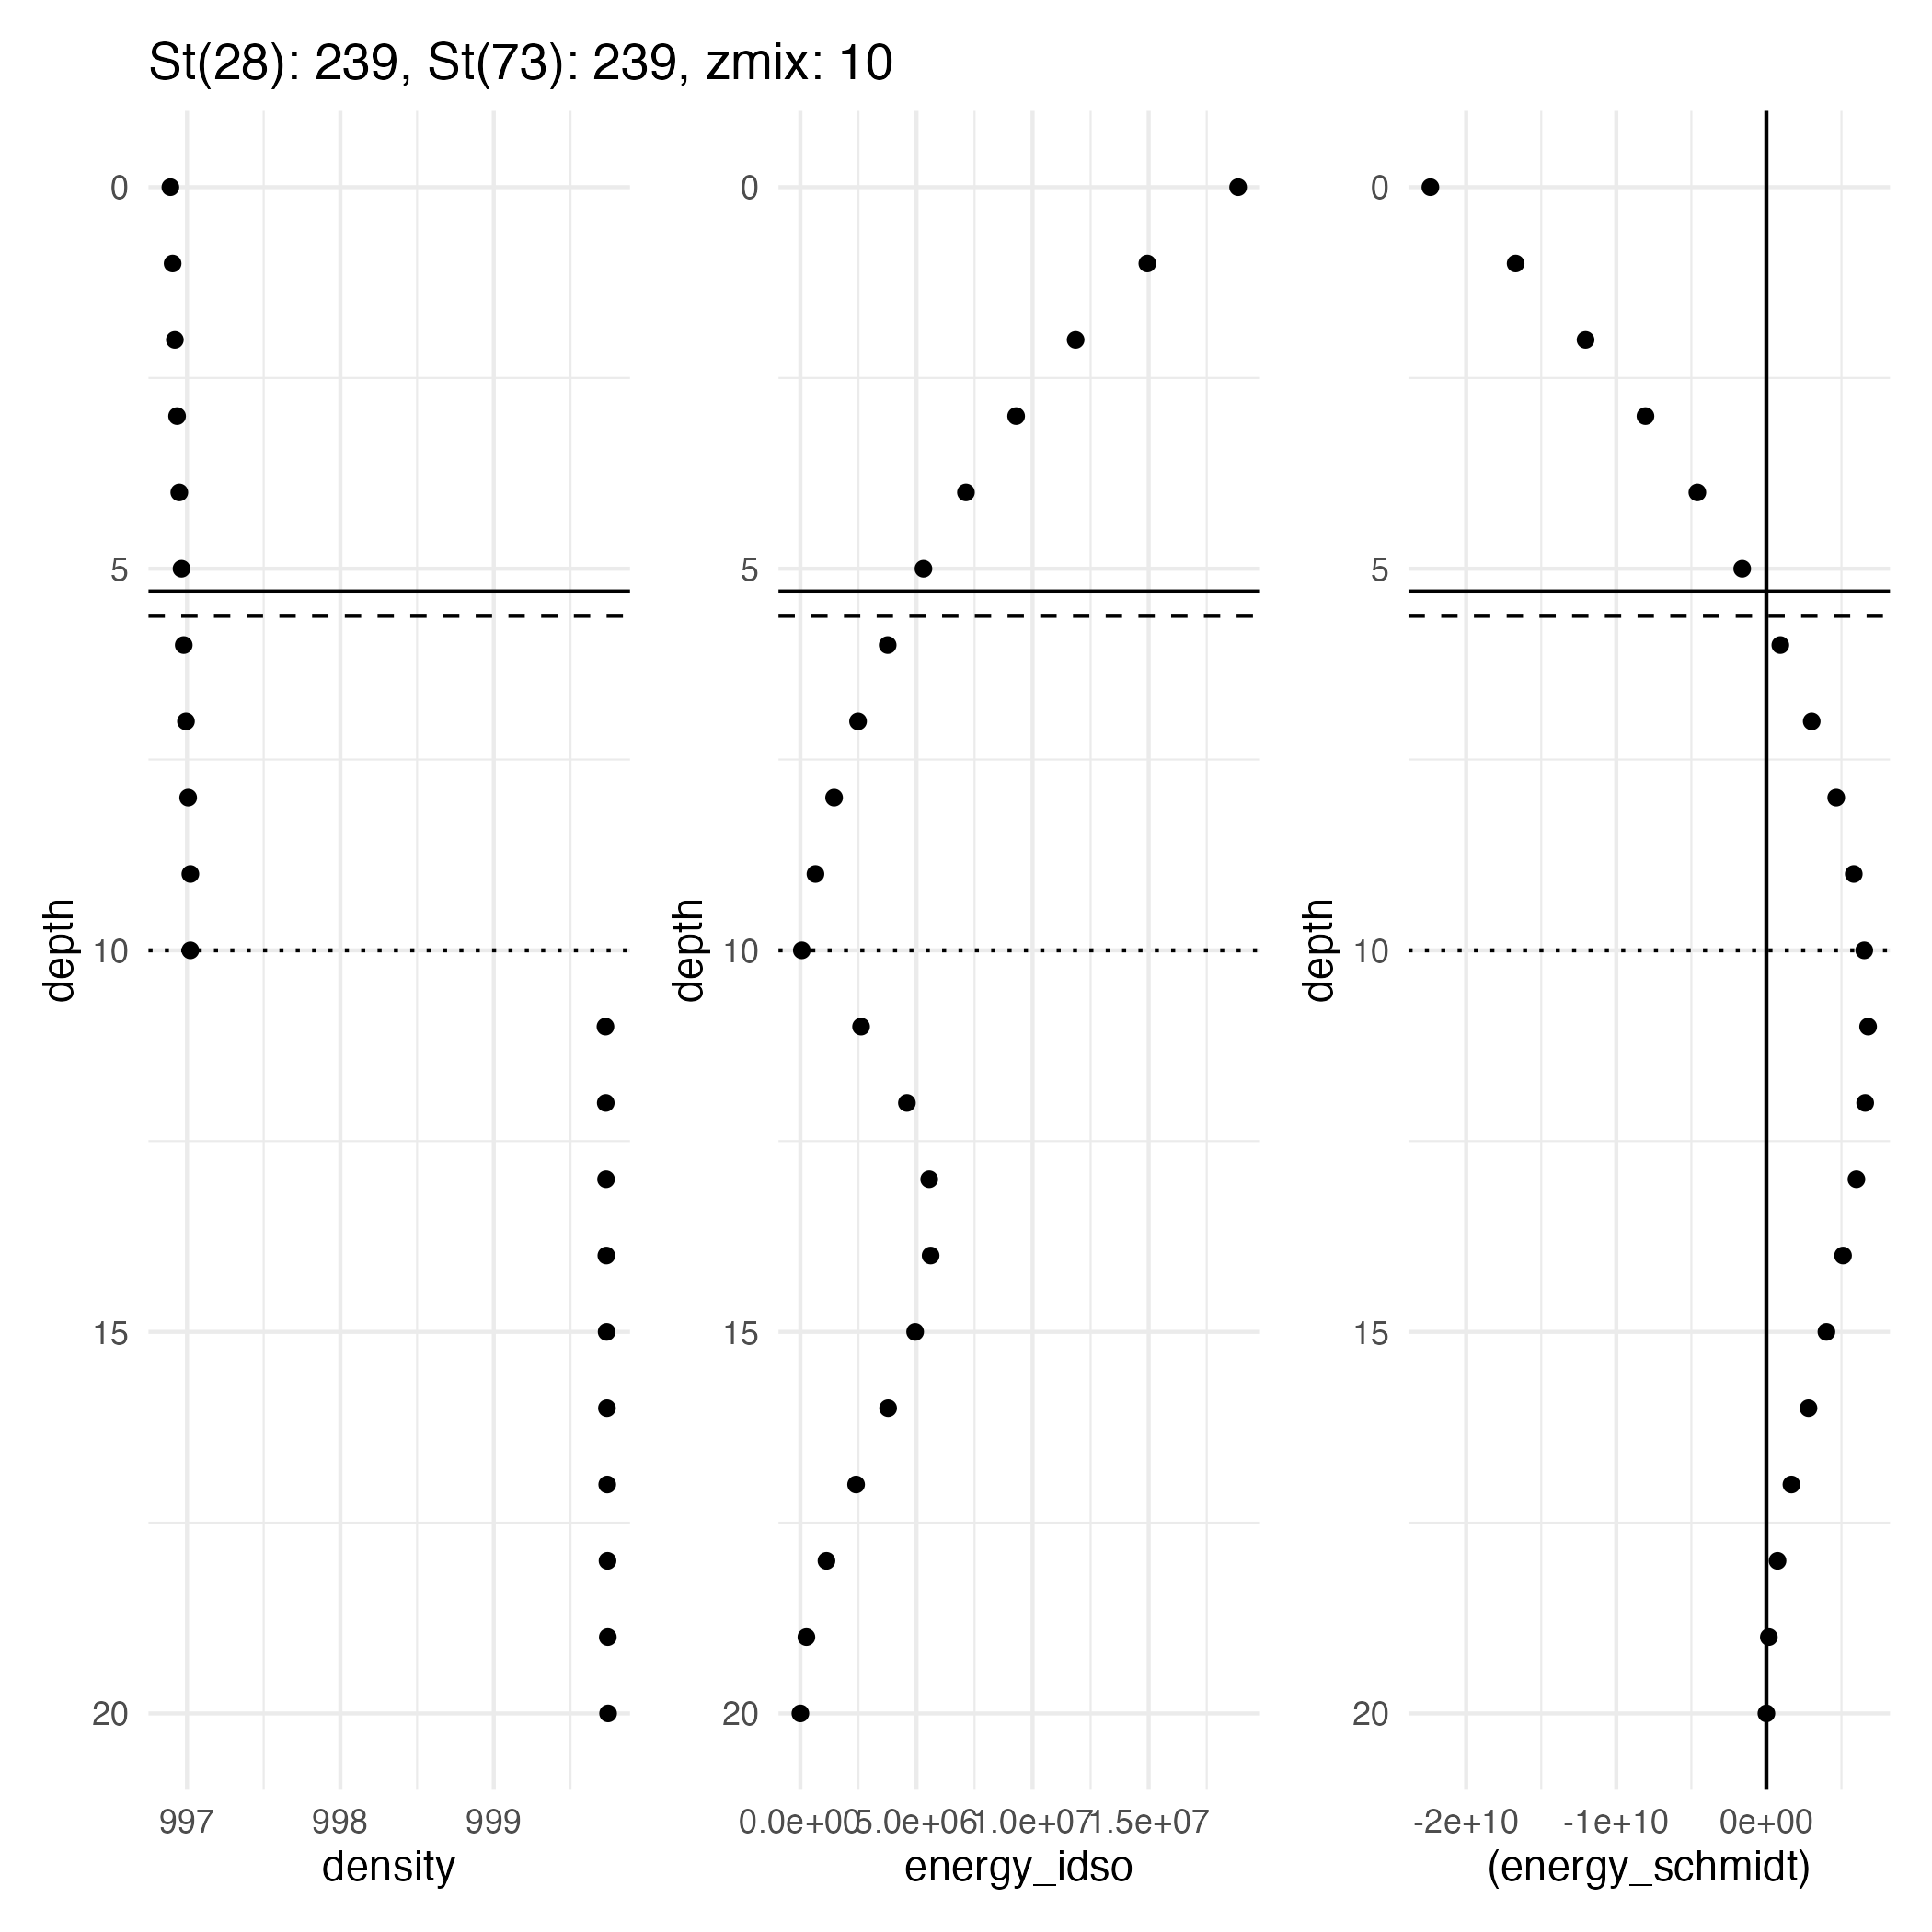 St(28): 239, St(73): 239, zmix: 10
0
5
10
15
20
depth
997
998
999
density
0
5
10
15
20
depth
0.0e+00
5.0e+06
1.0e+07
1.5e+07
energy_idso
0
5
10
15
20
depth
-2e+10
-1e+10
0e+00
(energy_schmidt)